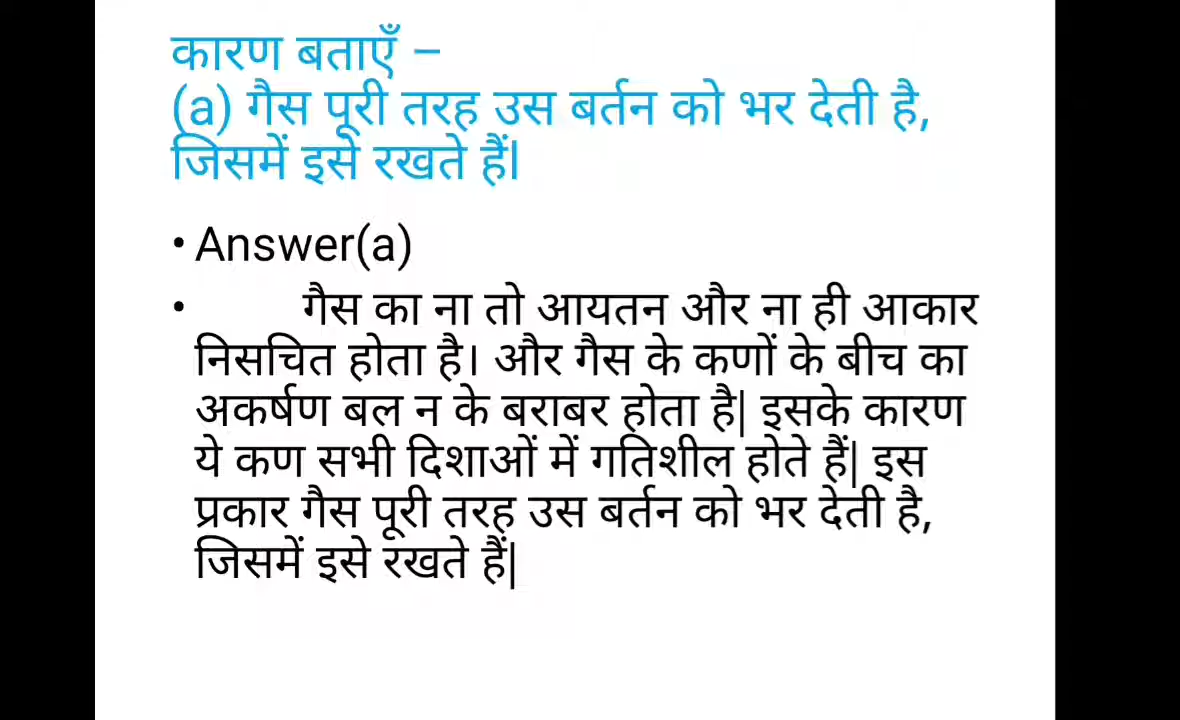 कारण बताएँ –
(a) गैस पूरी तरह उस बर्तन को भर देती है,
जिसमें इसे रखते हैंl
• Answer(a)
• गैस का ना तो आयतन और ना ही आकार
निसचित होता है। और गैस के कणों के बीच का
अकर्षण बल न के बराबर होता है| इसके कारण
ये कण सभी दिशाओं में गतिशील होते हैं| इस
प्रकार गैस पूरी तरह उस बर्तन को भर देती है,
जिसमें इसे रखते हैं|